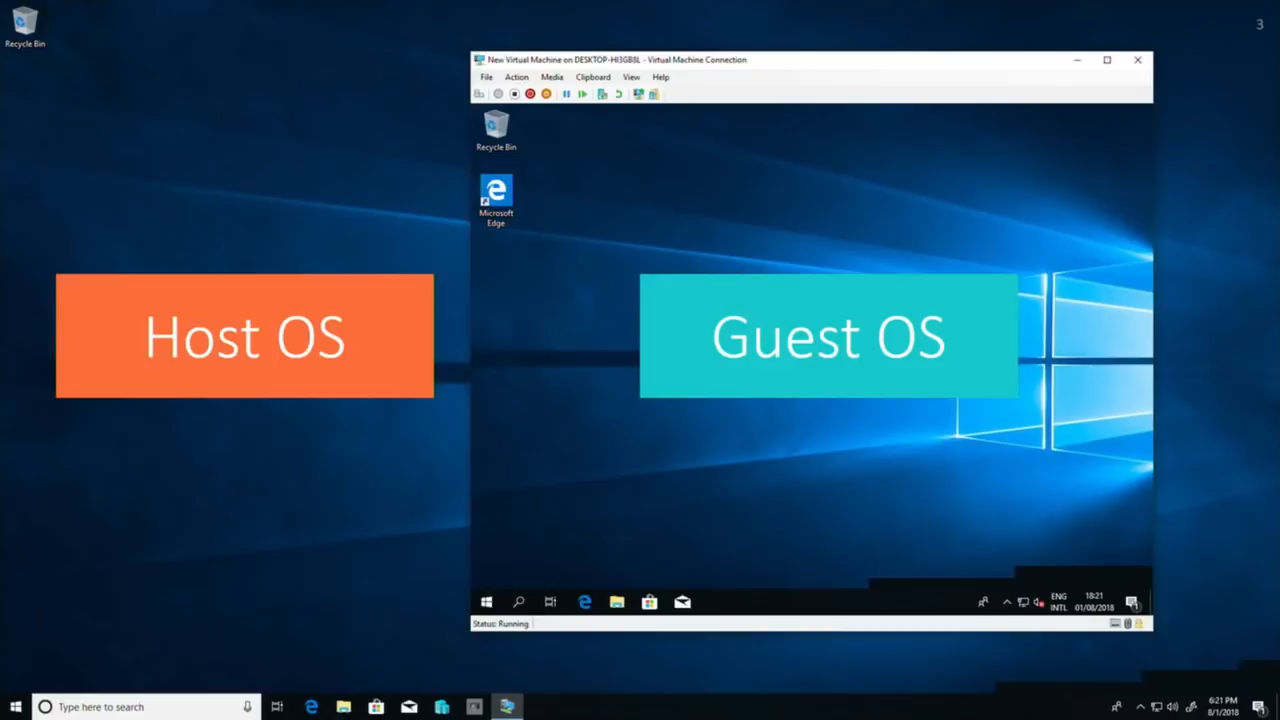 3
Recycle Bin
New Virtual Machine on DESKTOP-HI3GB8L - Virtual Machine Connection
File Action Media Clipboard View Help
Recycle Bin
Microsoft
Edge
Host OS
Guest OS
ENG
INTL
18:21
01/08/2018
1
Status: Running
Type here to search
6:21 PM
8/1/2018
1